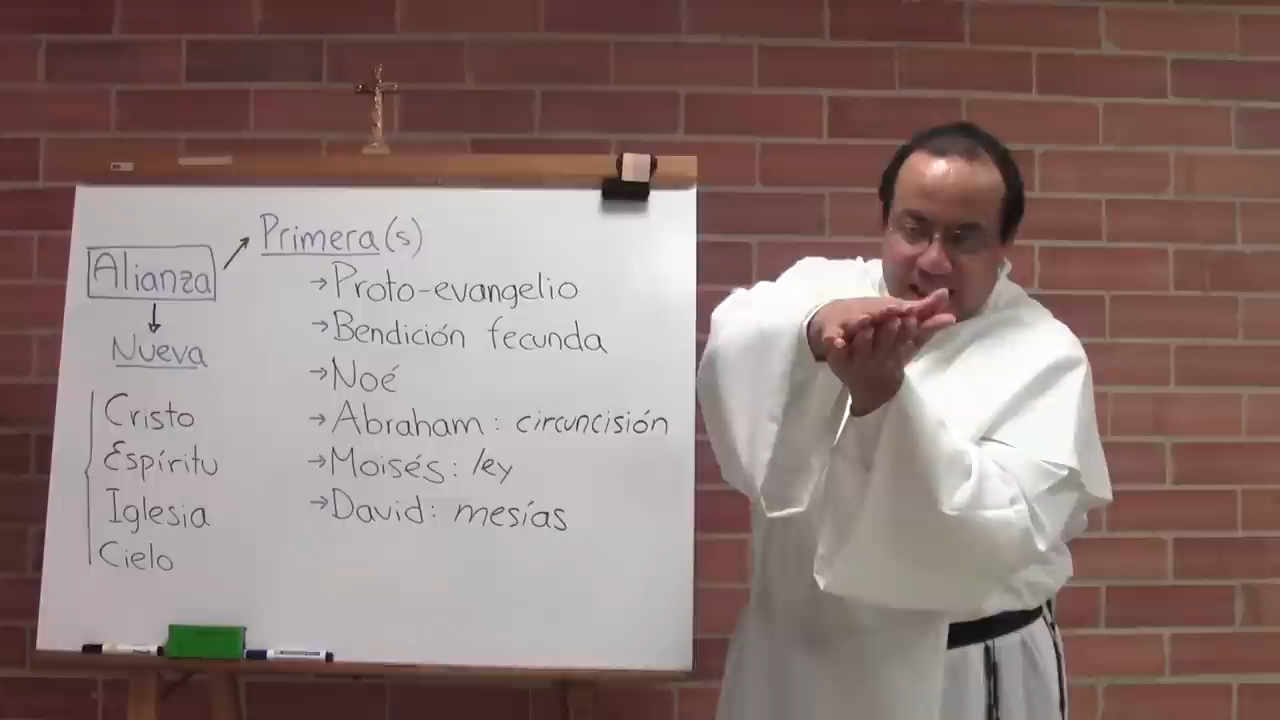 Alianza
Nueva
Cristo
Espíritu
Iglesia
Cielo
Primera(s)
→Proto-evangelio
→Bendición fecunda
→Noé
→Abraham: circuncisión
→Moisés: ley
→David: mesías